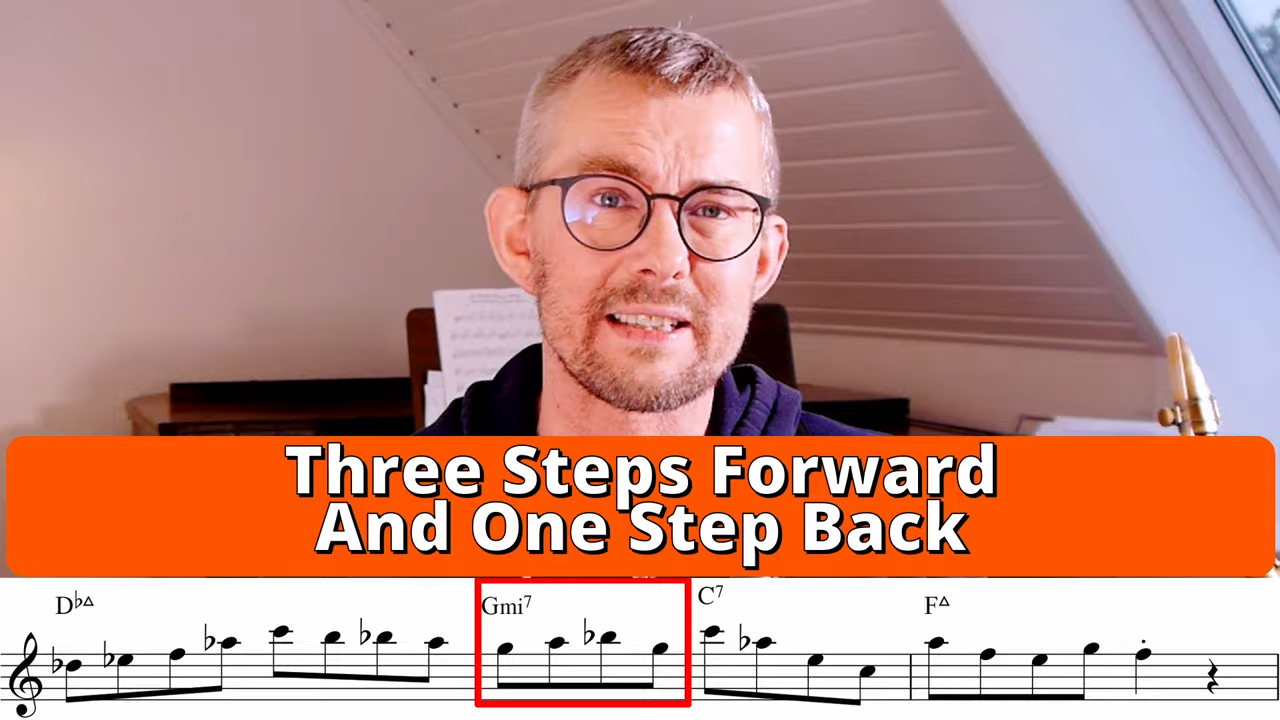 Three Steps Forward
And One Step Back
D♭△ Gmi7 C7 F△